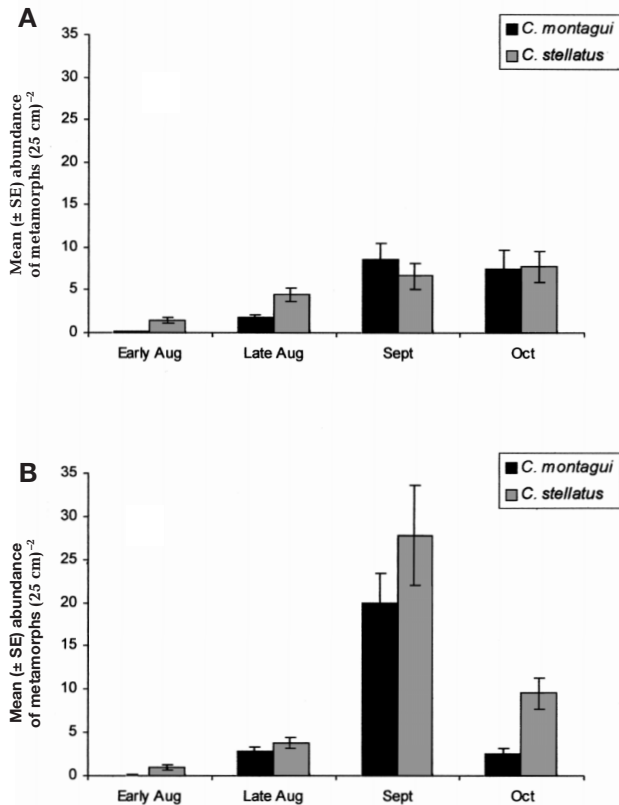 A
C. montagui
C. stellatus
Mean (± SE) abundance
of metamorphs (25 cm)⁻²
35
30
25
20
15
10
5
0
Early Aug Late Aug Sept Oct
B
C. montagui
C. stellatus
Mean (± SE) abundance
of metamorphs (25 cm)⁻²
35
30
25
20
15
10
5
0
Early Aug Late Aug Sept Oct